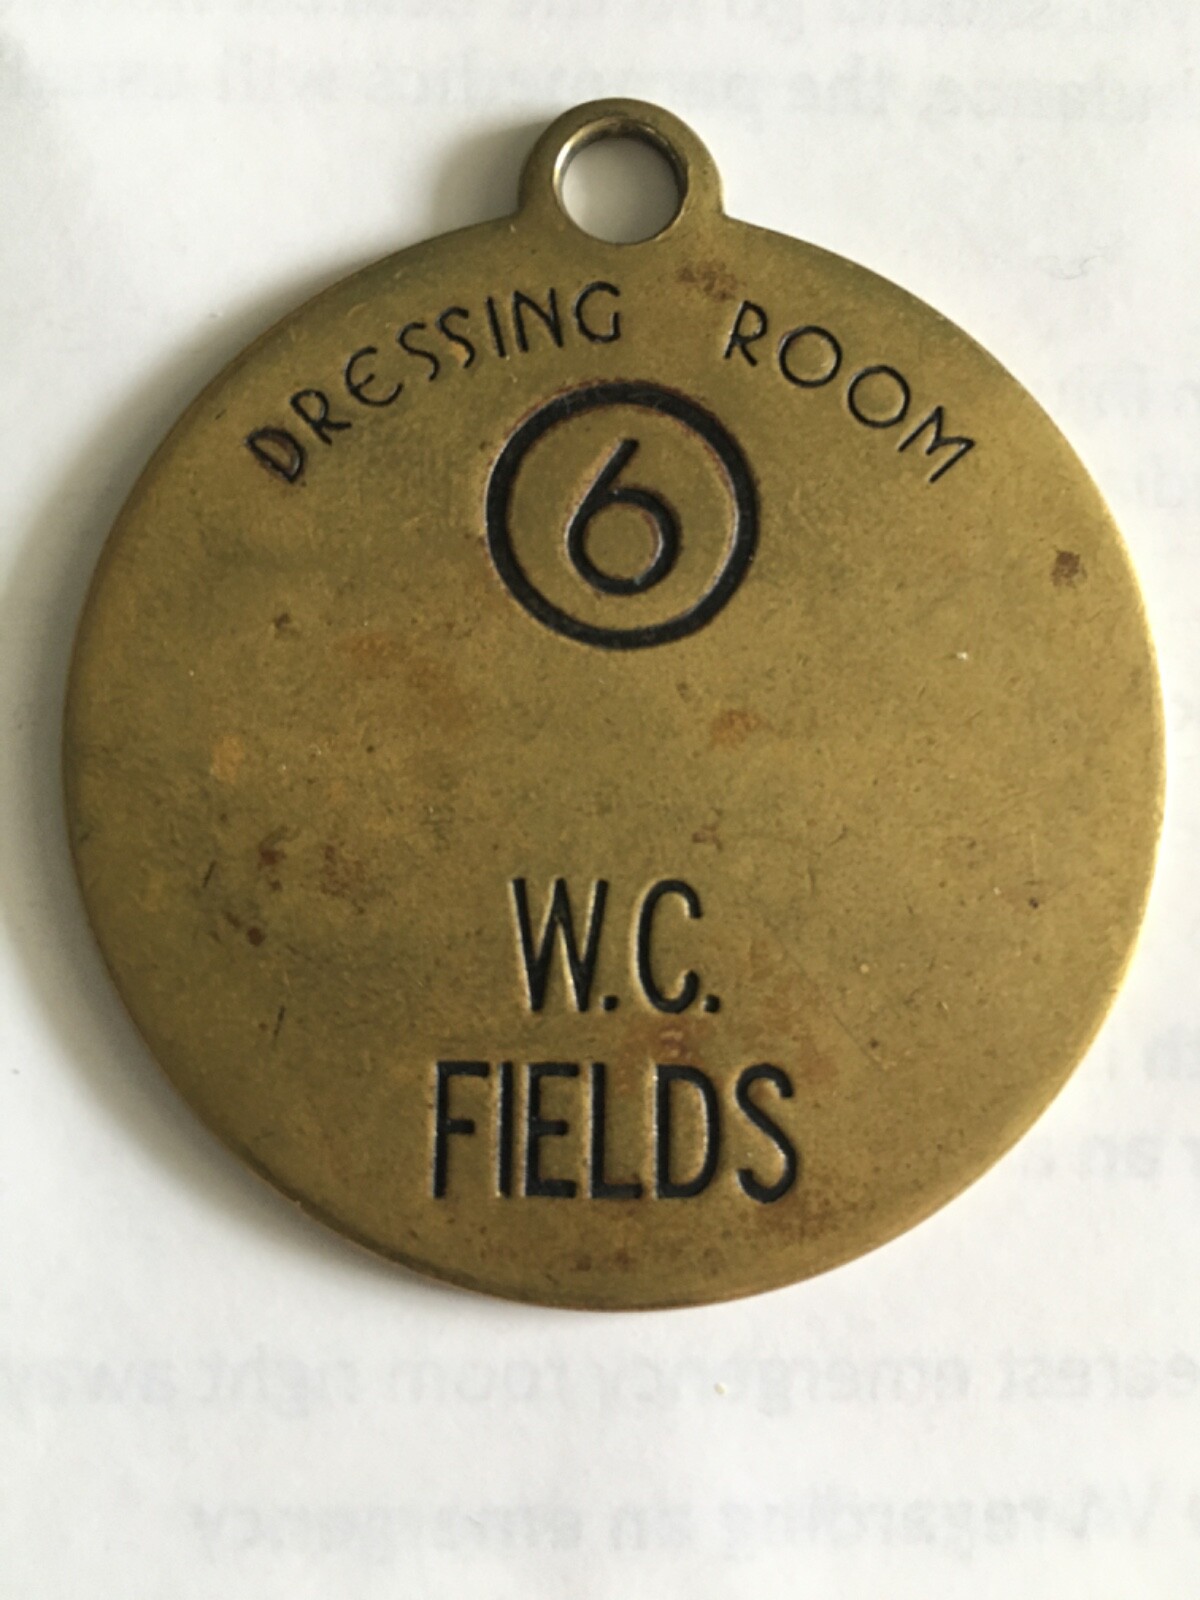 DRESSING ROOM
6
W.C.
FIELDS